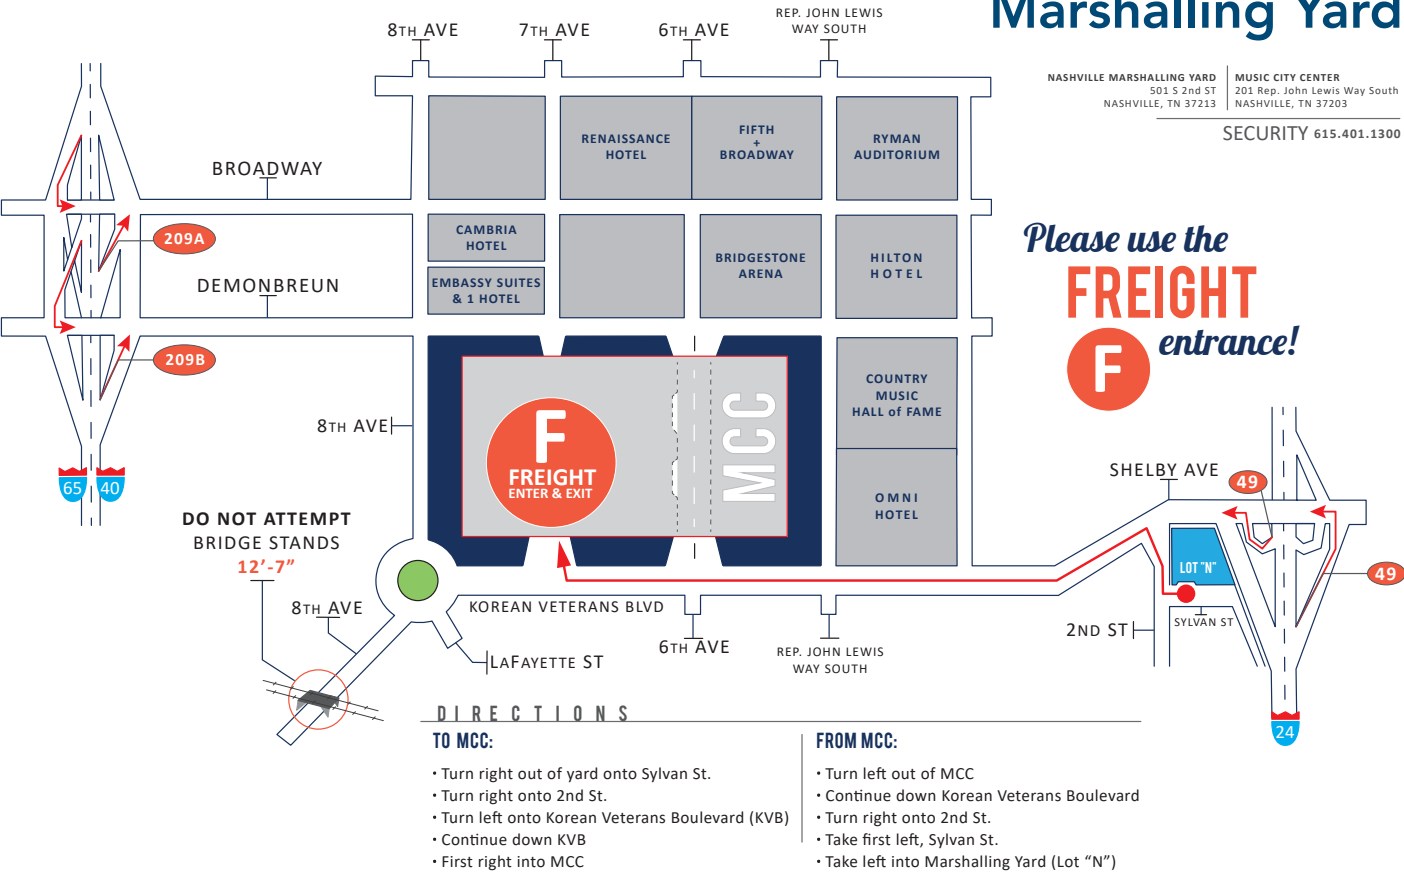 Marshalling Yard
NASHVILLE MARSHALLING YARD
501 S 2nd ST
NASHVILLE, TN 37213
MUSIC CITY CENTER
201 Rep. John Lewis Way South
NASHVILLE, TN 37203
SECURITY 615.401.1300
8TH AVE
7TH AVE
6TH AVE
REP. JOHN LEWIS
WAY SOUTH
BROADWAY
RENAISSANCE
HOTEL
FIFTH
+
BROADWAY
RYMAN
AUDITORIUM
209A
CAMBRIA
HOTEL
EMBASSY SUITES
& 1 HOTEL
BRIDGESTONE
ARENA
HILTON
HOTEL
DEMONBREUN
209B
Please use the
FREIGHT
F
entrance!
8TH AVE
F
FREIGHT
ENTER & EXIT
MCC
COUNTRY
MUSIC
HALL of FAME
OMNI
HOTEL
65
40
DO NOT ATTEMPT
BRIDGE STANDS
12’-7”
8TH AVE
SHELBY AVE
49
LOT "N"
49
SYLVAN ST
2ND ST
24
KOREAN VETERANS BLVD
LAFAYETTE ST
6TH AVE
REP. JOHN LEWIS
WAY SOUTH
DIRECTIONS
TO MCC:
• Turn right out of yard onto Sylvan St.
• Turn right onto 2nd St.
• Turn left onto Korean Veterans Boulevard (KVB)
• Continue down KVB
• First right into MCC
FROM MCC:
• Turn left out of MCC
• Continue down Korean Veterans Boulevard
• Turn right onto 2nd St.
• Take first left, Sylvan St.
• Take left into Marshalling Yard (Lot “N”)